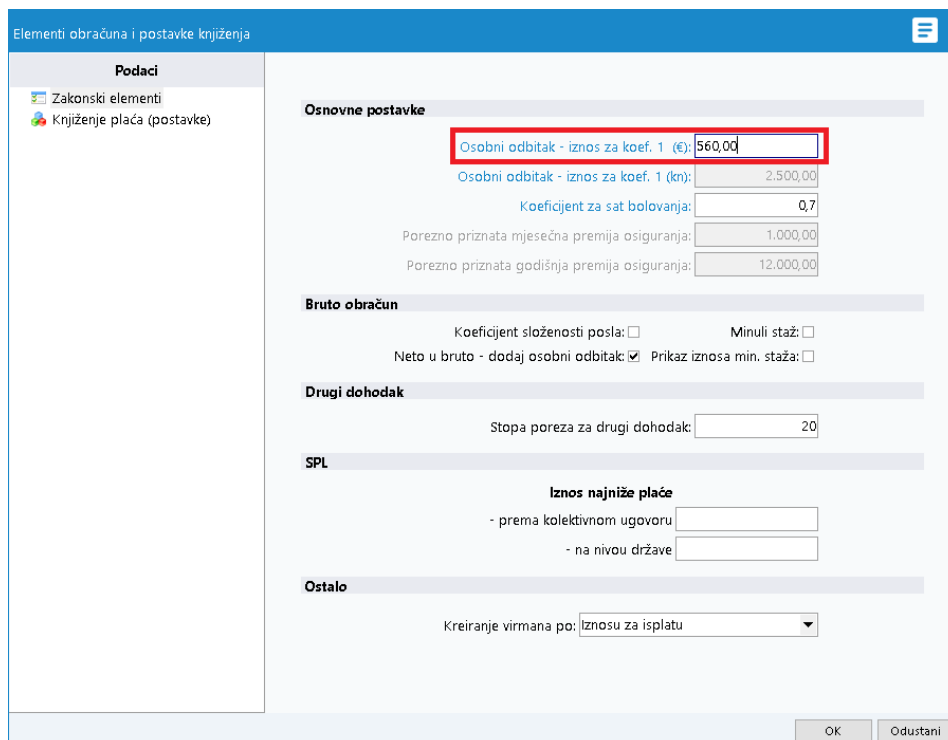 Elementi obračuna i postavke knjiženja
Podaci
Zakonski elementi
Knjiženje plaća (postavke)
Osnovne postavke
Osobni odbitak - iznos za koef. 1 (€): 560,00
Osobni odbitak - iznos za koef. 1 (kn): 2.500,00
Koeficijent za sat bolovanja: 0,7
Porezno priznata mjesečna premija osiguranja: 1.000,00
Porezno priznata godišnja premija osiguranja: 12.000,00
Bruto obračun
Koeficijent složenosti posla: Minuli staž:
Neto u bruto - dodaj osobni odbitak: Prikaz iznosa min. staža:
Drugi dohodak
Stopa poreza za drugi dohodak: 20
SPL
Iznos najniže plaće
- prema kolektivnom ugovoru
- na nivou države
Ostalo
Kreiranje virmana po: Iznosu za isplatu
OK Odustani